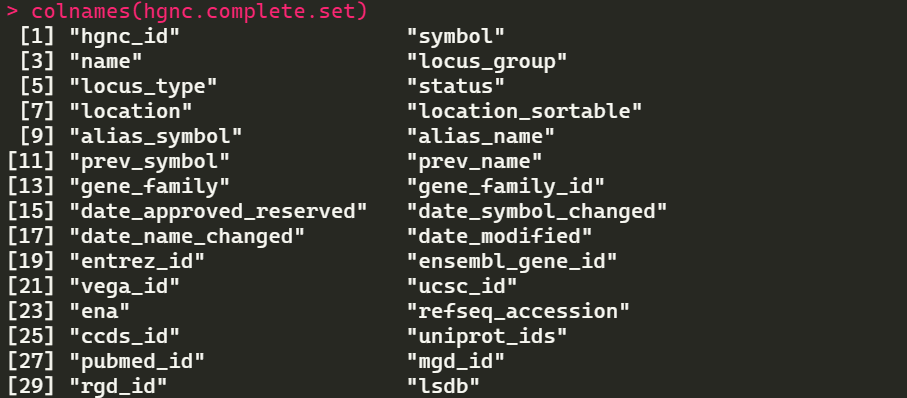 > colnames(hgnc.complete.set)
 [1] "hgnc_id"               "symbol"
 [3] "name"                  "locus_group"
 [5] "locus_type"            "status"
 [7] "location"              "location_sortable"
 [9] "alias_symbol"          "alias_name"
[11] "prev_symbol"           "prev_name"
[13] "gene_family"           "gene_family_id"
[15] "date_approved_reserved"   "date_symbol_changed"
[17] "date_name_changed"     "date_modified"
[19] "entrez_id"             "ensembl_gene_id"
[21] "vega_id"               "ucsc_id"
[23] "ena"                   "refseq_accession"
[25] "ccds_id"               "uniprot_ids"
[27] "pubmed_id"             "mgd_id"
[29] "rgd_id"                "lsdb"